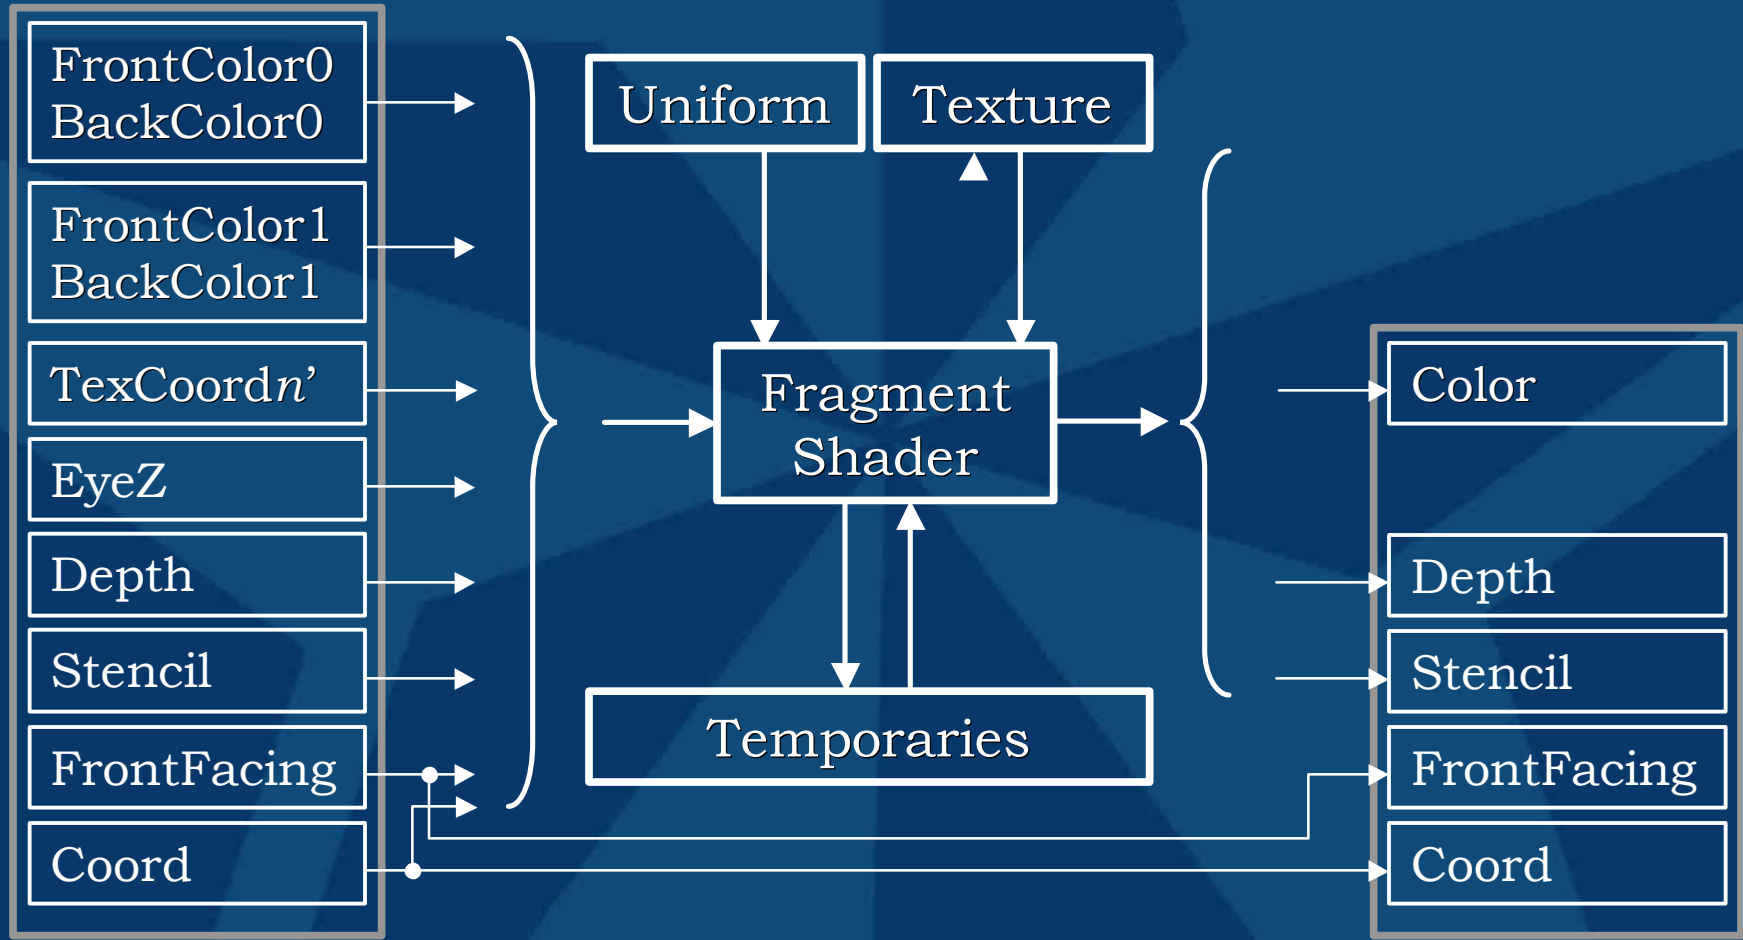 FrontColor0
BackColor0
FrontColor1
BackColor1
TexCoordn’
EyeZ
Depth
Stencil
FrontFacing
Coord
Uniform
Texture
Fragment
Shader
Temporaries
Color
Depth
Stencil
FrontFacing
Coord